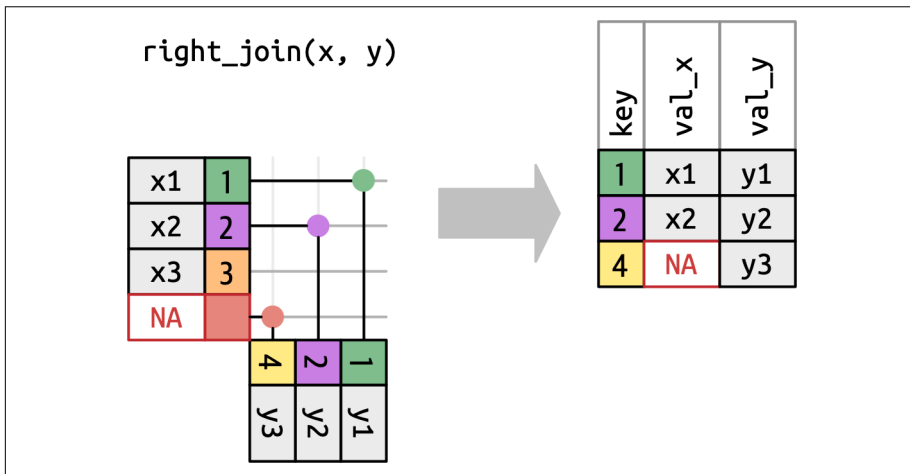 right_join(x, y)
x1 1
x2 2
x3 3
NA
4 2 1
y3 y2 y1
key val_x val_y
1 x1 y1
2 x2 y2
4 NA y3